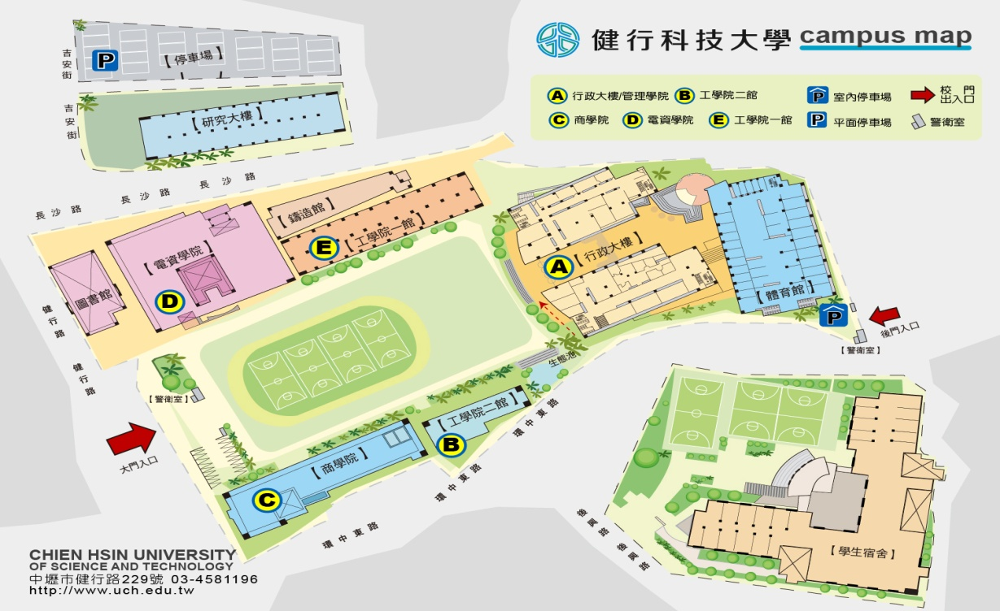 健行科技大學 campus map
A 行政大樓/管理學院
B 工學院二館
P 室內停車場
校門出入口
C 商學院
D 電資學院
E 工學院一館
P 平面停車場
警衛室
吉安街
P
【停車場】
吉安街
【研究大樓】
長沙路
長沙路
長沙路
【鑄造館】
E
【工學院一館】
【電資學院】
D
圖書館
健行路
健行路
A
【行政大樓】
【體育館】
P
後門入口
【警衛室】
生態池
【警衛室】
大門入口
【工學院二館】
B
環中東路
【商學院】
C
環中東路
環中東路
後興路
後興路
【學生宿舍】
CHIEN HSIN UNIVERSITY
OF SCIENCE AND TECHNOLOGY
中壢市健行路229號 03-4581196
http://www.uch.edu.tw